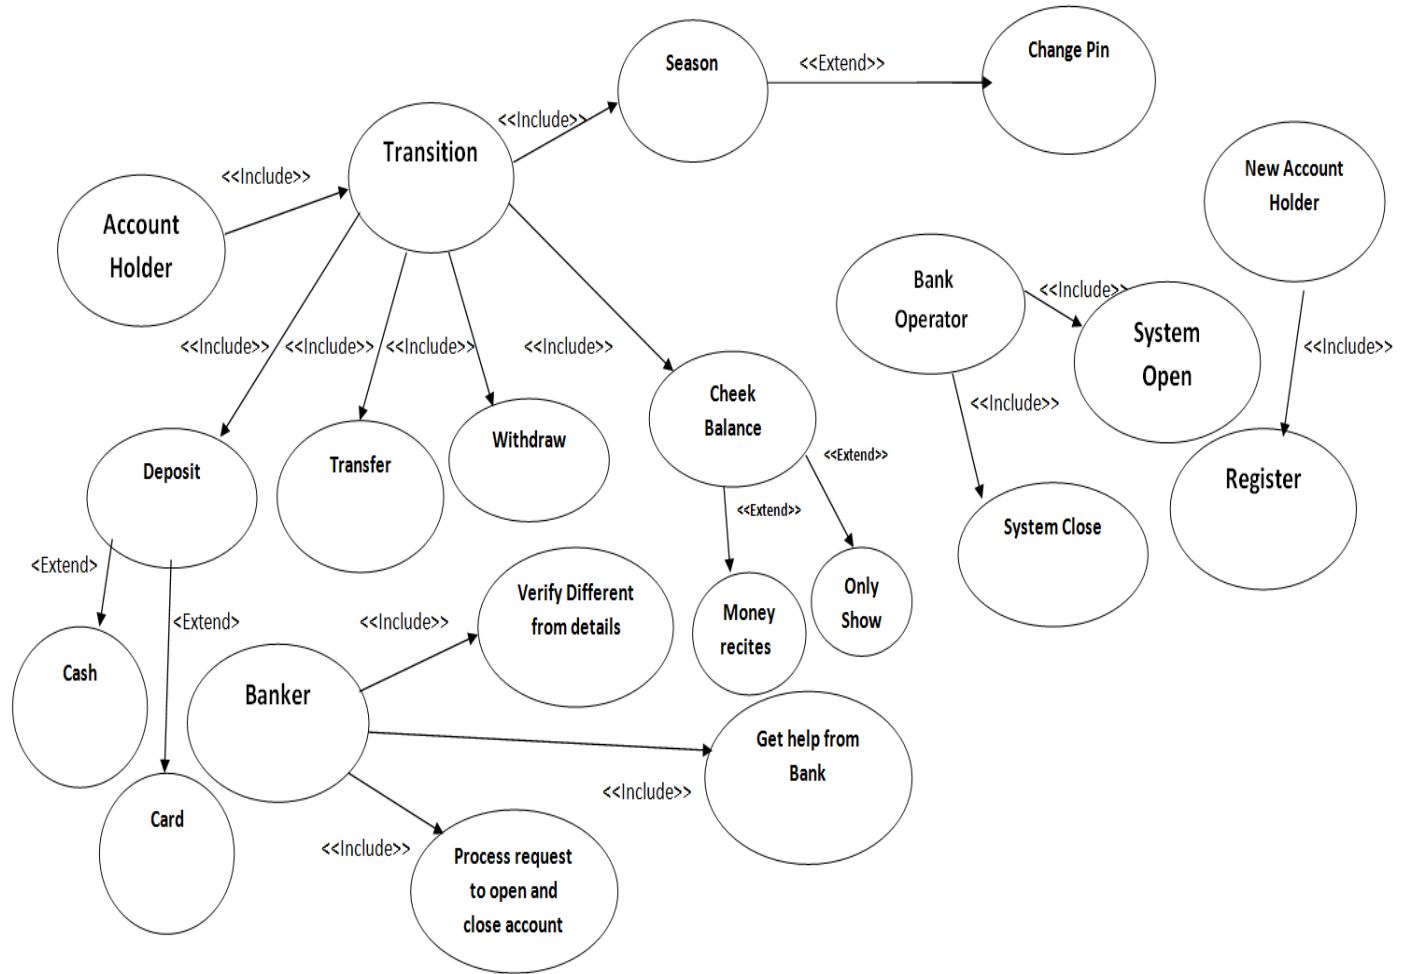 Season
<<Extend>>
Change Pin
<<Include>>
Transition
<<Include>>
Account
Holder
New Account
Holder
Bank
Operator
<<Include>>
System
Open
<<Include>>
<<Include>>
<<Include>>
<<Include>>
<<Include>>
<<Include>>
Cheek
Balance
<<Include>>
Deposit
Transfer
Withdraw
<<Extend>>
<<Extend>>
Register
System Close
<Extend>
<Extend>
Cash
Card
Verify Different
from details
<<Include>>
Banker
Money
recites
Only
Show
Get help from
Bank
<<Include>>
<<Include>>
Process request
to open and
close account